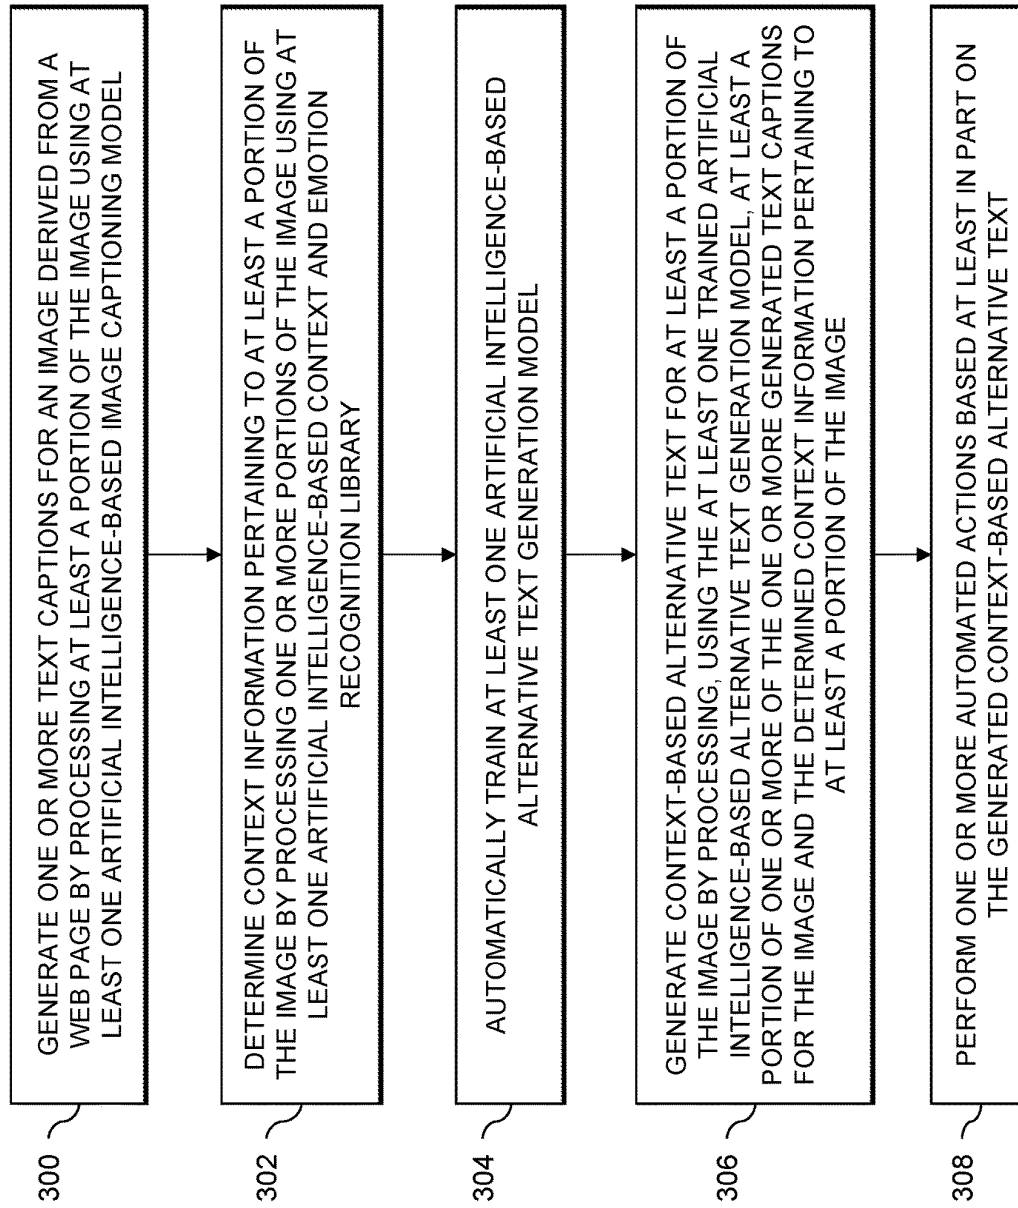 300
GENERATE ONE OR MORE TEXT CAPTIONS FOR AN IMAGE DERIVED FROM A
WEB PAGE BY PROCESSING AT LEAST A PORTION OF THE IMAGE USING AT
LEAST ONE ARTIFICIAL INTELLIGENCE-BASED IMAGE CAPTIONING MODEL
302
DETERMINE CONTEXT INFORMATION PERTAINING TO AT LEAST A PORTION OF
THE IMAGE BY PROCESSING ONE OR MORE PORTIONS OF THE IMAGE USING AT
LEAST ONE ARTIFICIAL INTELLIGENCE-BASED CONTEXT AND EMOTION
RECOGNITION LIBRARY
304
AUTOMATICALLY TRAIN AT LEAST ONE ARTIFICIAL INTELLIGENCE-BASED
ALTERNATIVE TEXT GENERATION MODEL
306
GENERATE CONTEXT-BASED ALTERNATIVE TEXT FOR AT LEAST A PORTION OF
THE IMAGE BY PROCESSING, USING THE AT LEAST ONE TRAINED ARTIFICIAL
INTELLIGENCE-BASED ALTERNATIVE TEXT GENERATION MODEL, AT LEAST A
PORTION OF ONE OR MORE OF THE ONE OR MORE GENERATED TEXT CAPTIONS
FOR THE IMAGE AND THE DETERMINED CONTEXT INFORMATION PERTAINING TO
AT LEAST A PORTION OF THE IMAGE
308
PERFORM ONE OR MORE AUTOMATED ACTIONS BASED AT LEAST IN PART ON
THE GENERATED CONTEXT-BASED ALTERNATIVE TEXT